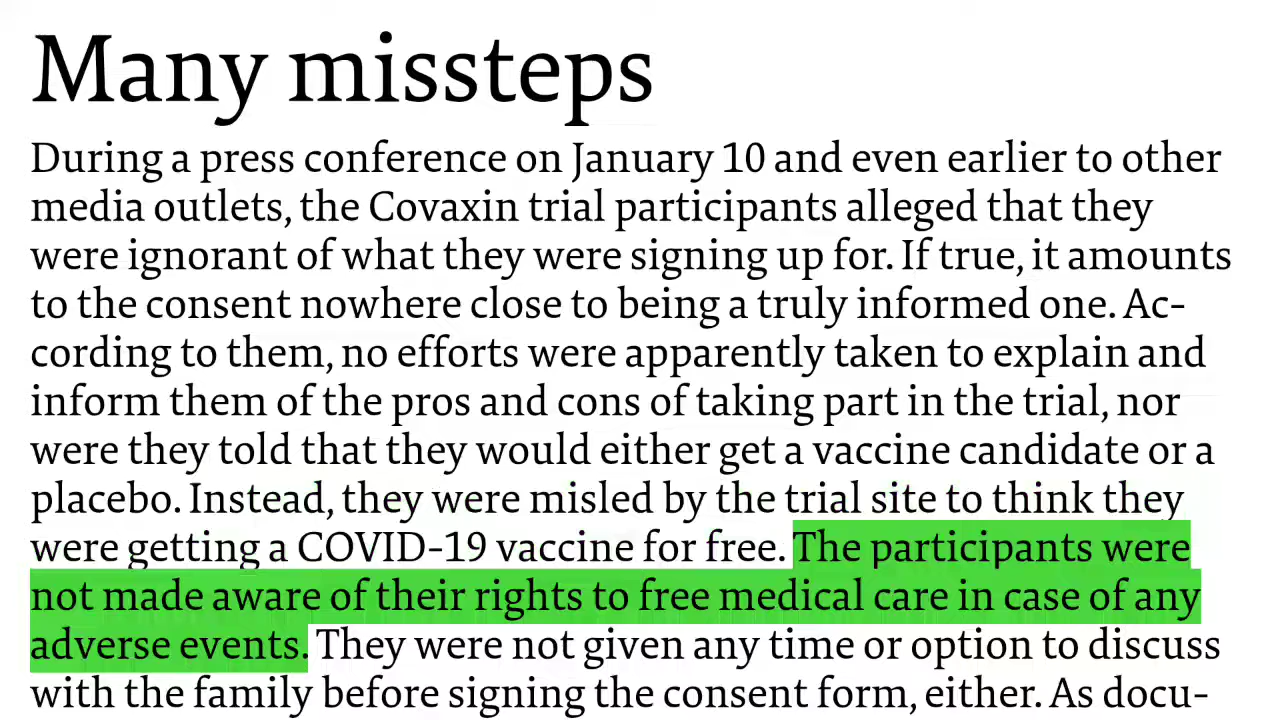 Many missteps
During a press conference on January 10 and even earlier to other
media outlets, the Covaxin trial participants alleged that they
were ignorant of what they were signing up for. If true, it amounts
to the consent nowhere close to being a truly informed one. Ac-
cording to them, no efforts were apparently taken to explain and
inform them of the pros and cons of taking part in the trial, nor
were they told that they would either get a vaccine candidate or a
placebo. Instead, they were misled by the trial site to think they
were getting a COVID-19 vaccine for free. The participants were
not made aware of their rights to free medical care in case of any
adverse events. They were not given any time or option to discuss
with the family before signing the consent form, either. As docu-